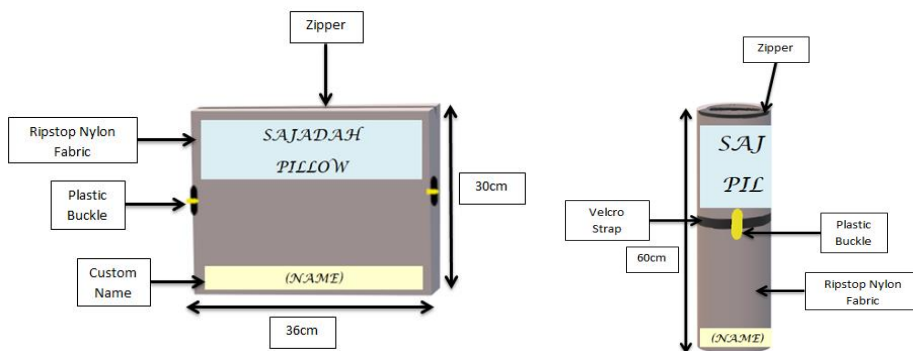 Zipper
SAJADAH
PILLOW
Ripstop Nylon
Fabric
Plastic
Buckle
Custom
Name
(NAME)
30cm
36cm
Zipper
SAJ
PIL
Velcro
Strap
60cm
Plastic
Buckle
Ripstop Nylon
Fabric
(NAME)